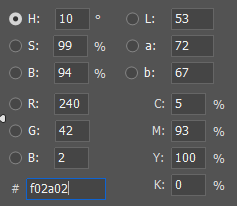 H: 10 ° L: 53
S: 99 % a: 72
B: 94 % b: 67
R: 240 C: 5 %
G: 42 M: 93 %
B: 2 Y: 100 %
# f02a02 K: 0 %